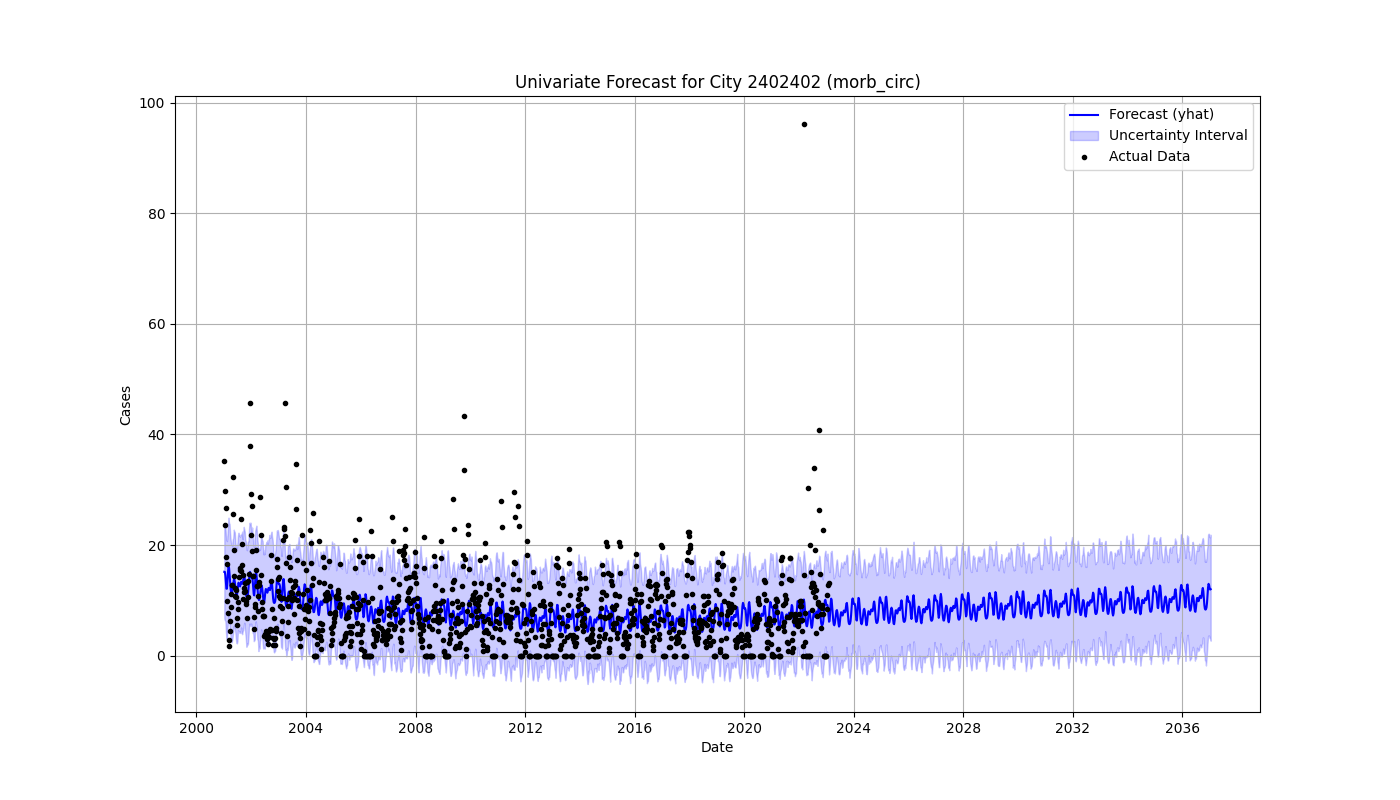 Univariate Forecast for City 2402402 (morb_circ)
Forecast (yhat)
Uncertainty Interval
Actual Data
Cases
100
80
60
40
20
0
2000 2004 2008 2012 2016 2020 2024 2028 2032 2036
Date